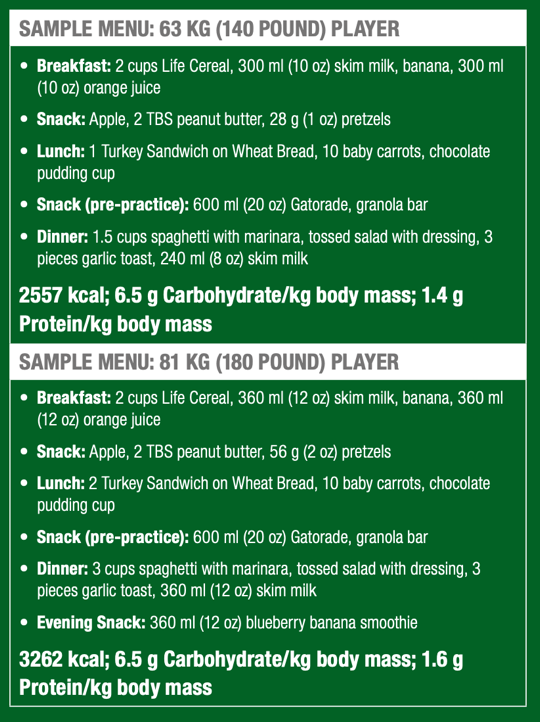 SAMPLE MENU: 63 KG (140 POUND) PLAYER
• Breakfast: 2 cups Life Cereal, 300 ml (10 oz) skim milk, banana, 300 ml
(10 oz) orange juice
• Snack: Apple, 2 TBS peanut butter, 28 g (1 oz) pretzels
• Lunch: 1 Turkey Sandwich on Wheat Bread, 10 baby carrots, chocolate
pudding cup
• Snack (pre-practice): 600 ml (20 oz) Gatorade, granola bar
• Dinner: 1.5 cups spaghetti with marinara, tossed salad with dressing, 3
pieces garlic toast, 240 ml (8 oz) skim milk
2557 kcal; 6.5 g Carbohydrate/kg body mass; 1.4 g
Protein/kg body mass
SAMPLE MENU: 81 KG (180 POUND) PLAYER
• Breakfast: 2 cups Life Cereal, 360 ml (12 oz) skim milk, banana, 360 ml
(12 oz) orange juice
• Snack: Apple, 2 TBS peanut butter, 56 g (2 oz) pretzels
• Lunch: 2 Turkey Sandwich on Wheat Bread, 10 baby carrots, chocolate
pudding cup
• Snack (pre-practice): 600 ml (20 oz) Gatorade, granola bar
• Dinner: 3 cups spaghetti with marinara, tossed salad with dressing, 3
pieces garlic toast, 360 ml (12 oz) skim milk
• Evening Snack: 360 ml (12 oz) blueberry banana smoothie
3262 kcal; 6.5 g Carbohydrate/kg body mass; 1.6 g
Protein/kg body mass